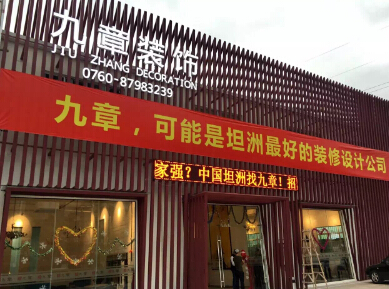 九章装饰
JIU ZHANG DECORATION
0760-87983239
九章，可能是坦洲最好的装修设计公司
家强？中国坦洲找九章！招